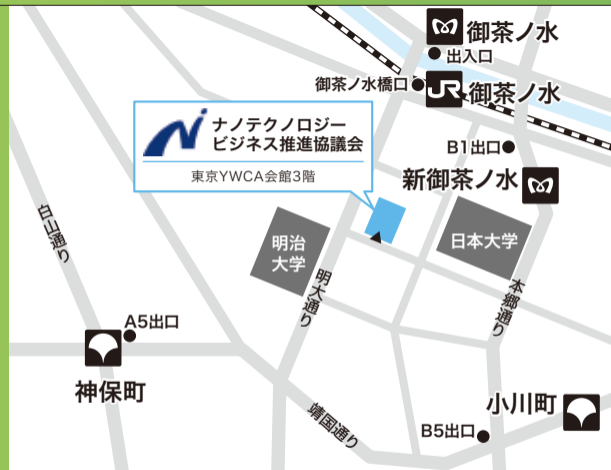 御茶ノ水
出入口
御茶ノ水橋口
JR 御茶ノ水
ナノテクノロジー
ビジネス推進協議会
東京YWCA会館3階
B1出口
新御茶ノ水
白山通り
明治
大学
日本大学
明大通り
本郷通り
A5出口
神保町
靖国通り
小川町
B5出口